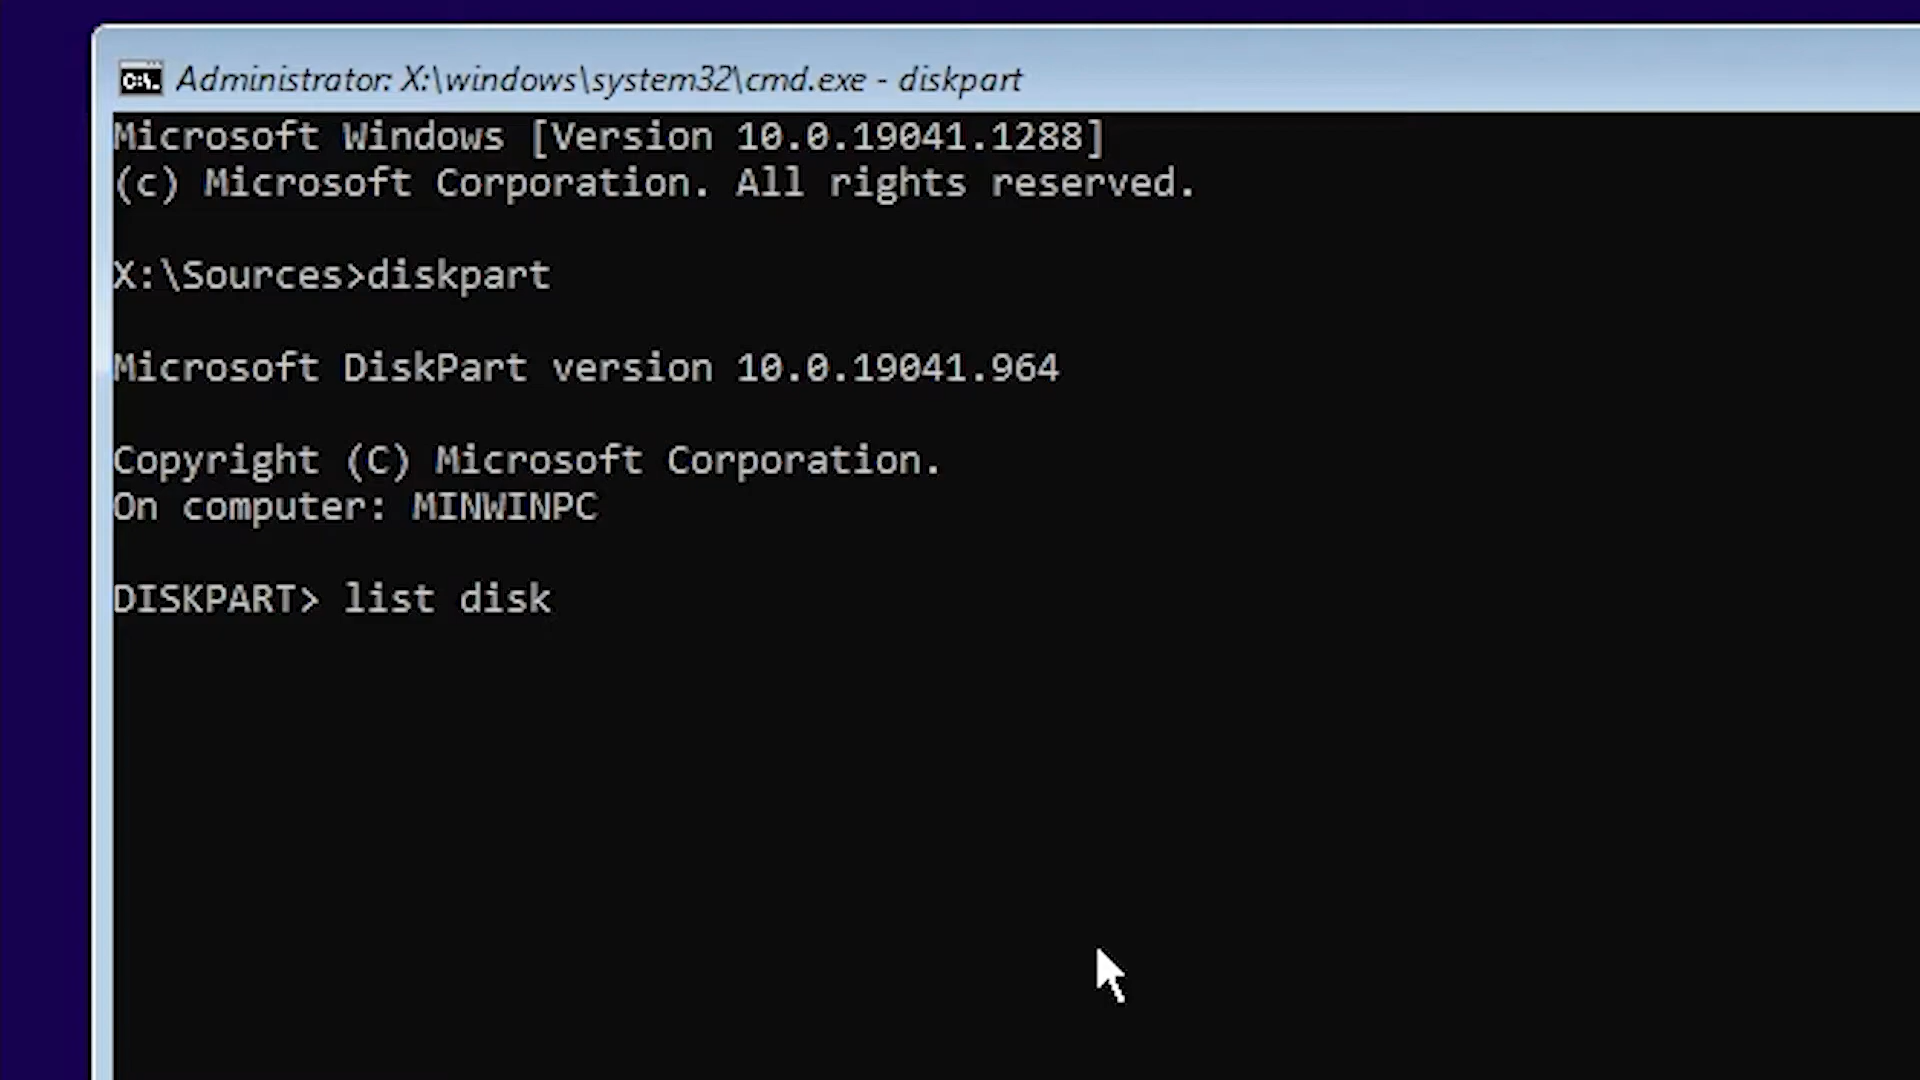 Administrator: X:\windows\system32\cmd.exe - diskpart
Microsoft Windows [Version 10.0.19041.1288]
(c) Microsoft Corporation. All rights reserved.
X:\Sources>diskpart
Microsoft DiskPart version 10.0.19041.964
Copyright (C) Microsoft Corporation.
On computer: MINWINPC
DISKPART> list disk